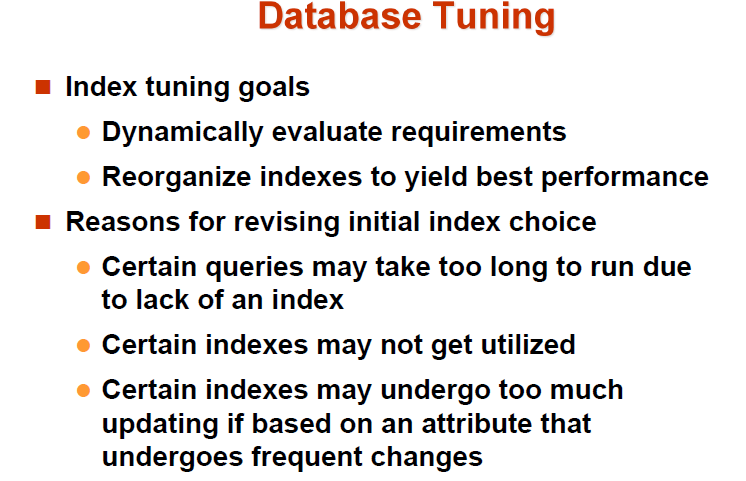 Database Tuning
Index tuning goals
Dynamically evaluate requirements
Reorganize indexes to yield best performance
Reasons for revising initial index choice
Certain queries may take too long to run due
to lack of an index
Certain indexes may not get utilized
Certain indexes may undergo too much
updating if based on an attribute that
undergoes frequent changes